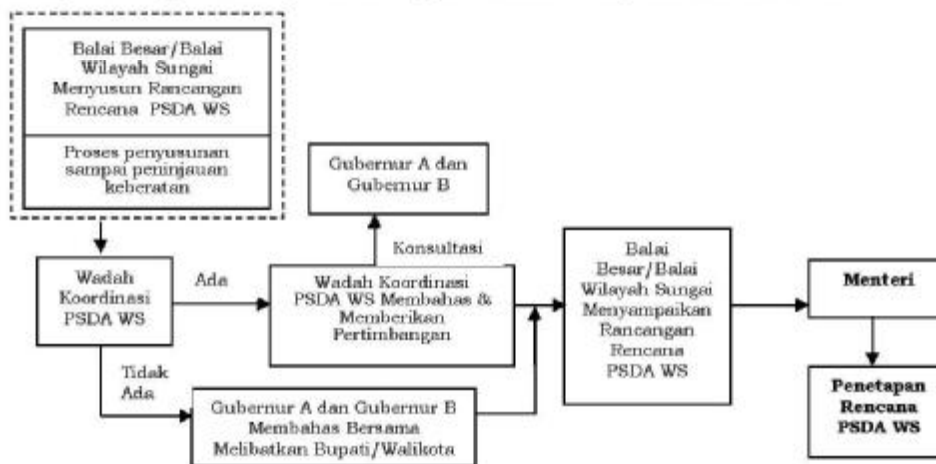 Balai Besar/Balai
Wilayah Sungai
Menyusun Rancangan
Rencana PSDA WS
Proses penyusunan
sampai peninjauan
keberatan
Gubernur A dan
Gubernur B
Konsultasi
Wadah
Koordinasi
PSDA WS
Ada
Wadah Koordinasi
PSDA WS Membahas &
Memberikan
Pertimbangan
Balai
Besar/Balai
Wilayah Sungai
Menyampaikan
Rancangan
Rencana
PSDA WS
Menteri
Tidak
Ada
Gubernur A dan Gubernur B
Membahas Bersama
Melibatkan Bupati/Walikota
Penetapan
Rencana
PSDA WS